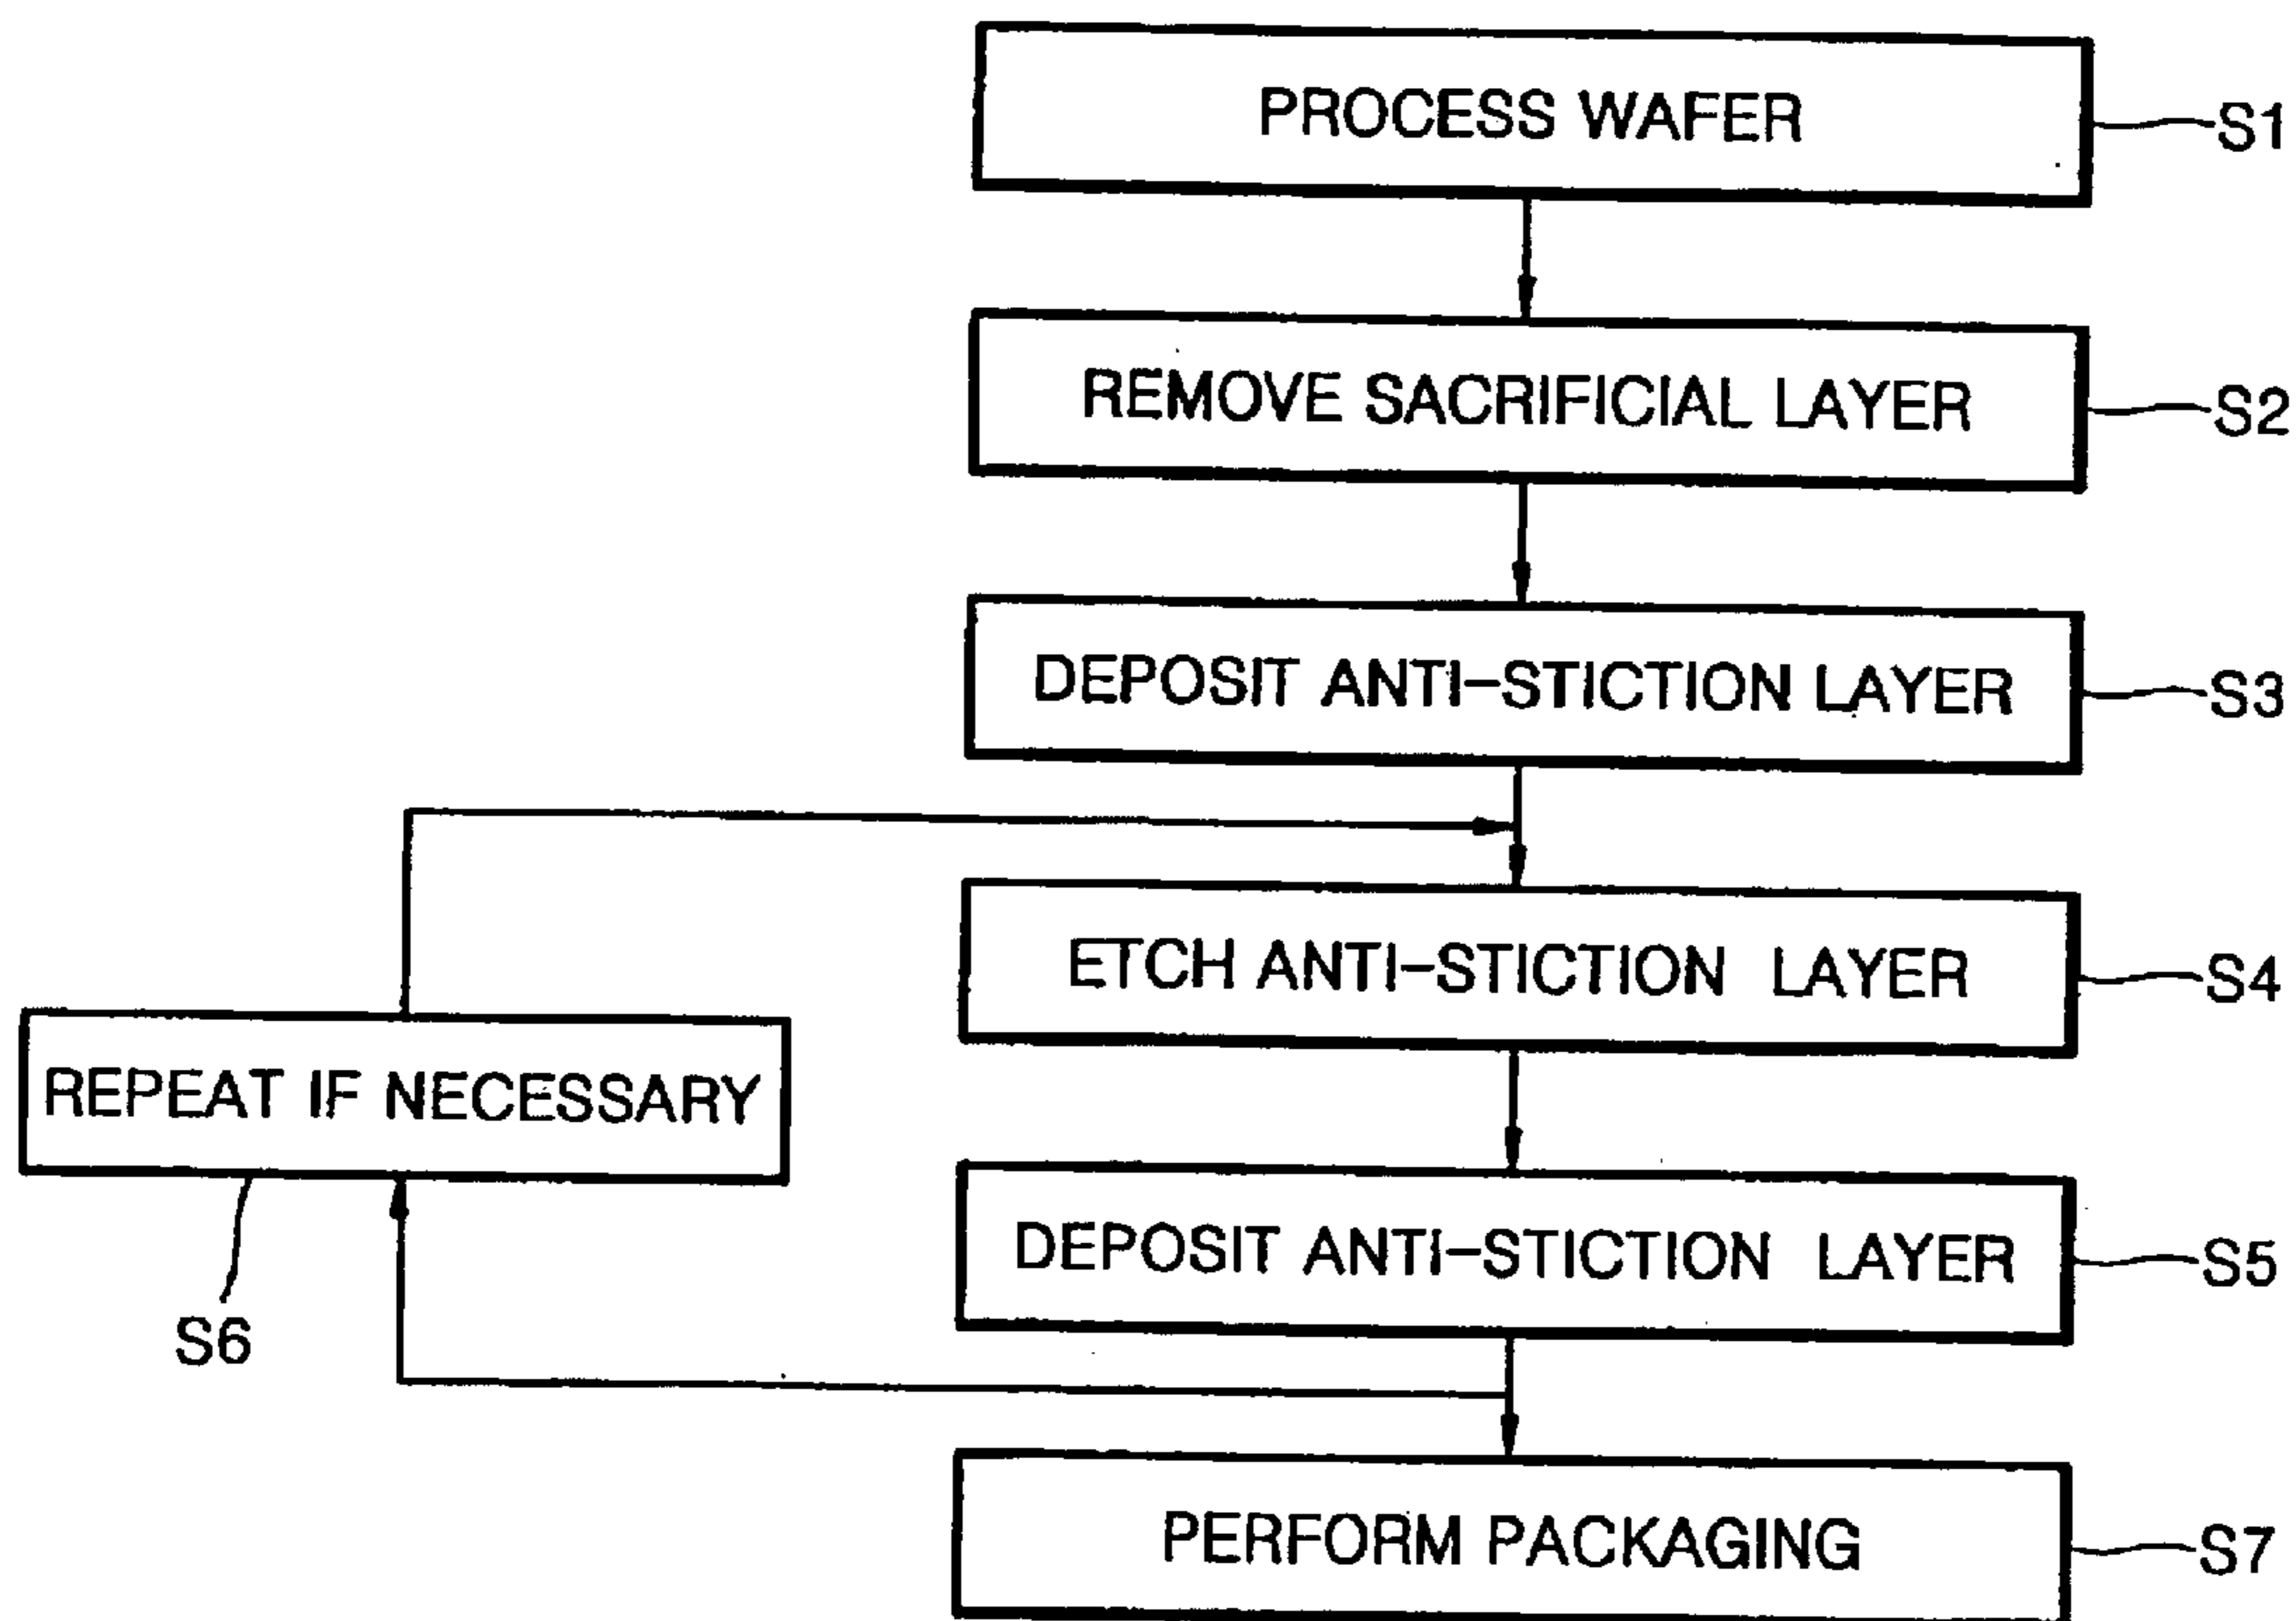 PROCESS WAFER
S1
REMOVE SACRIFICIAL LAYER
S2
DEPOSIT ANTI-STICTION LAYER
S3
ETCH ANTI-STICTION LAYER
S4
REPEAT IF NECESSARY
S6
DEPOSIT ANTI-STICTION LAYER
S5
PERFORM PACKAGING
S7